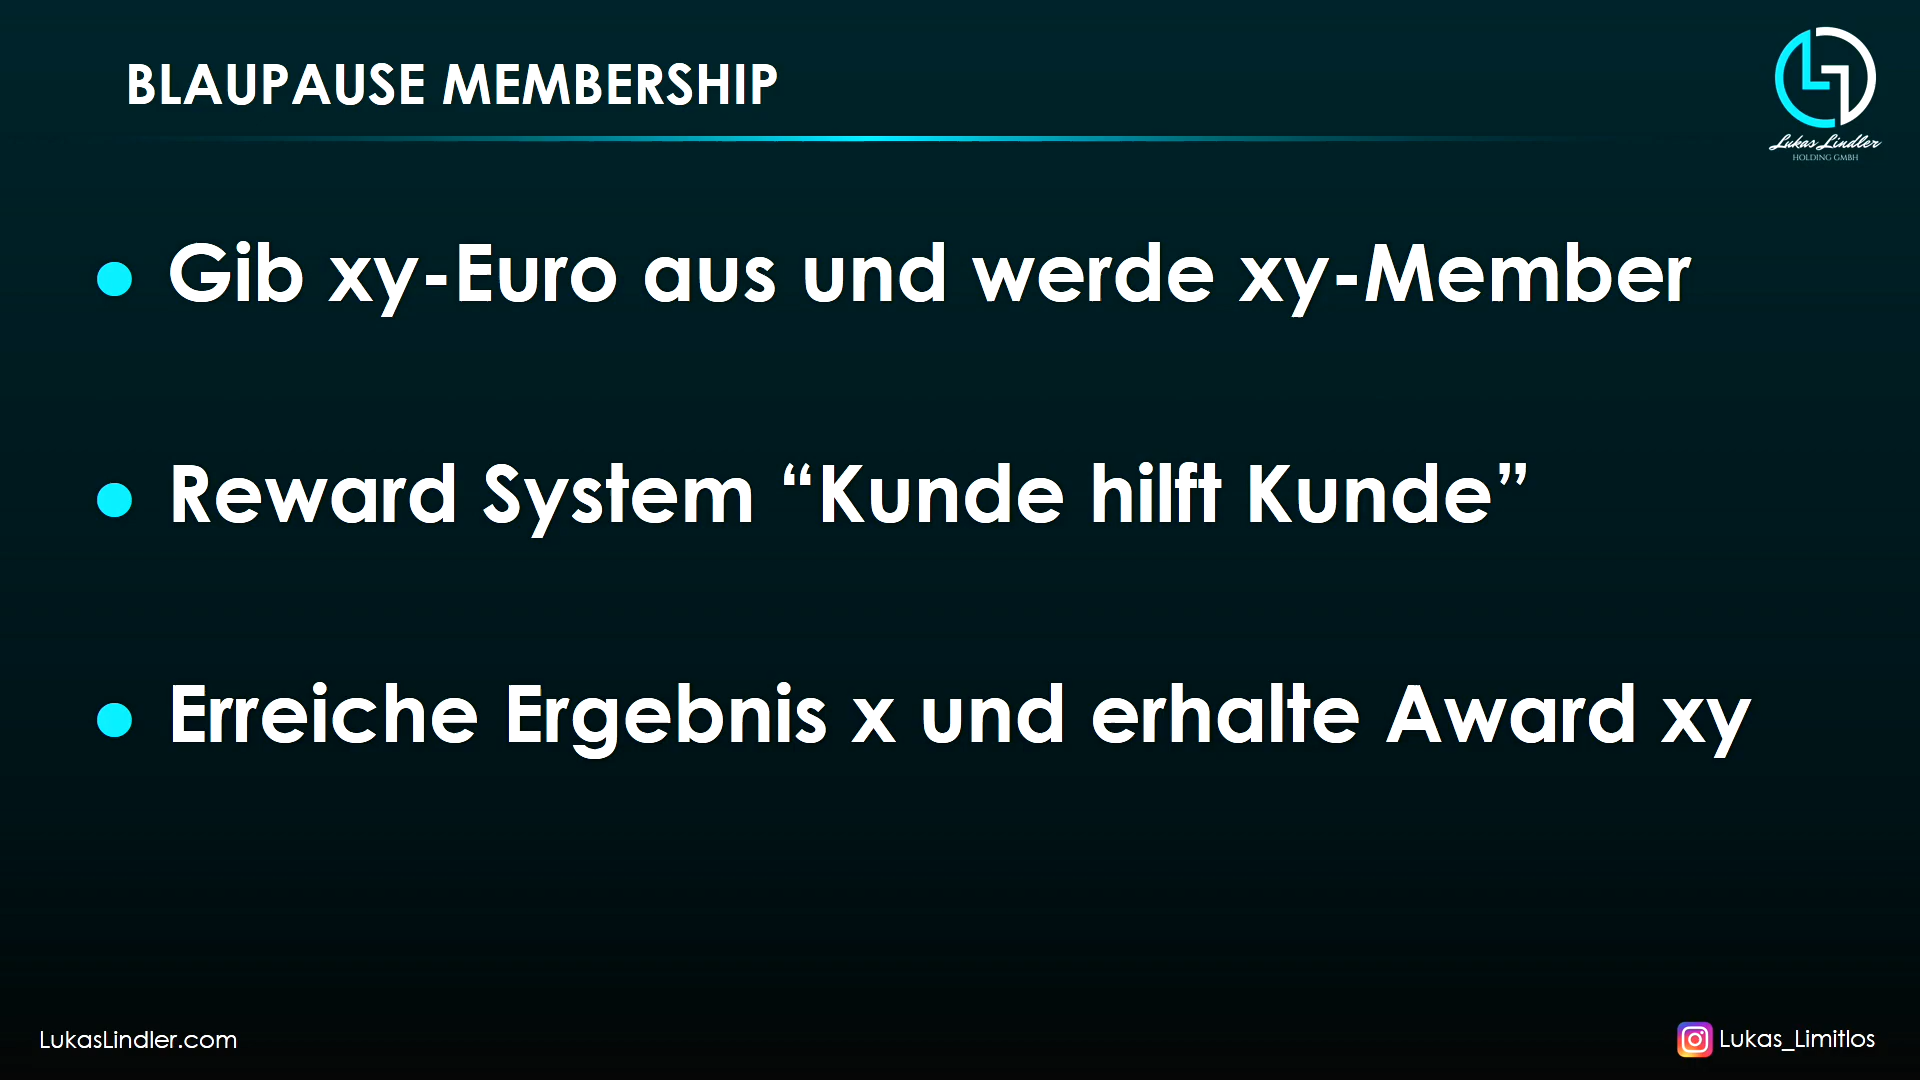 BLAUPAUSE MEMBERSHIP
Lukas Lindler
HOLDING GMBH
● Gib xy-Euro aus und werde xy-Member
● Reward System “Kunde hilft Kunde”
● Erreiche Ergebnis x und erhalte Award xy
LukasLindler.com
Lukas_Limitlos